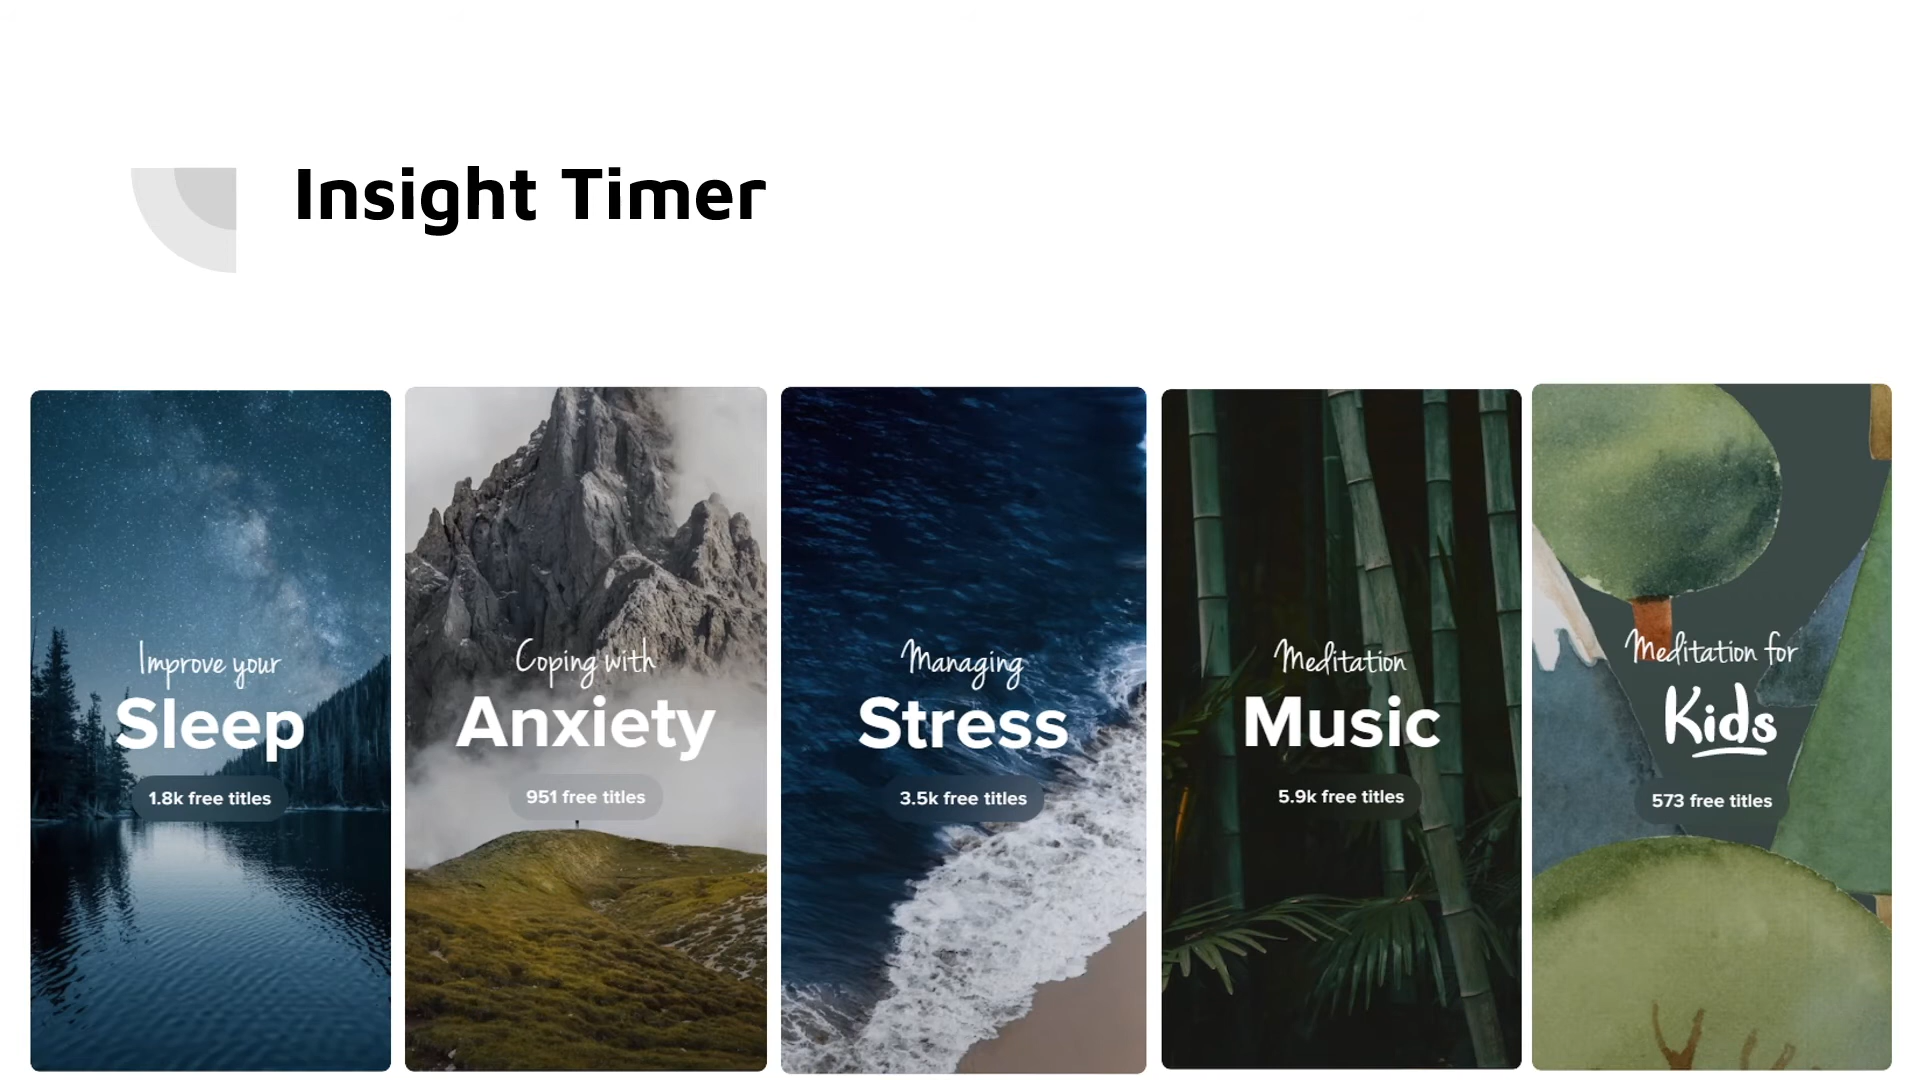 Insight Timer
Improve your
Sleep
1.8k free titles
Coping with
Anxiety
951 free titles
Managing
Stress
3.5k free titles
Meditation
Music
5.9k free titles
Meditation for
Kids
573 free titles